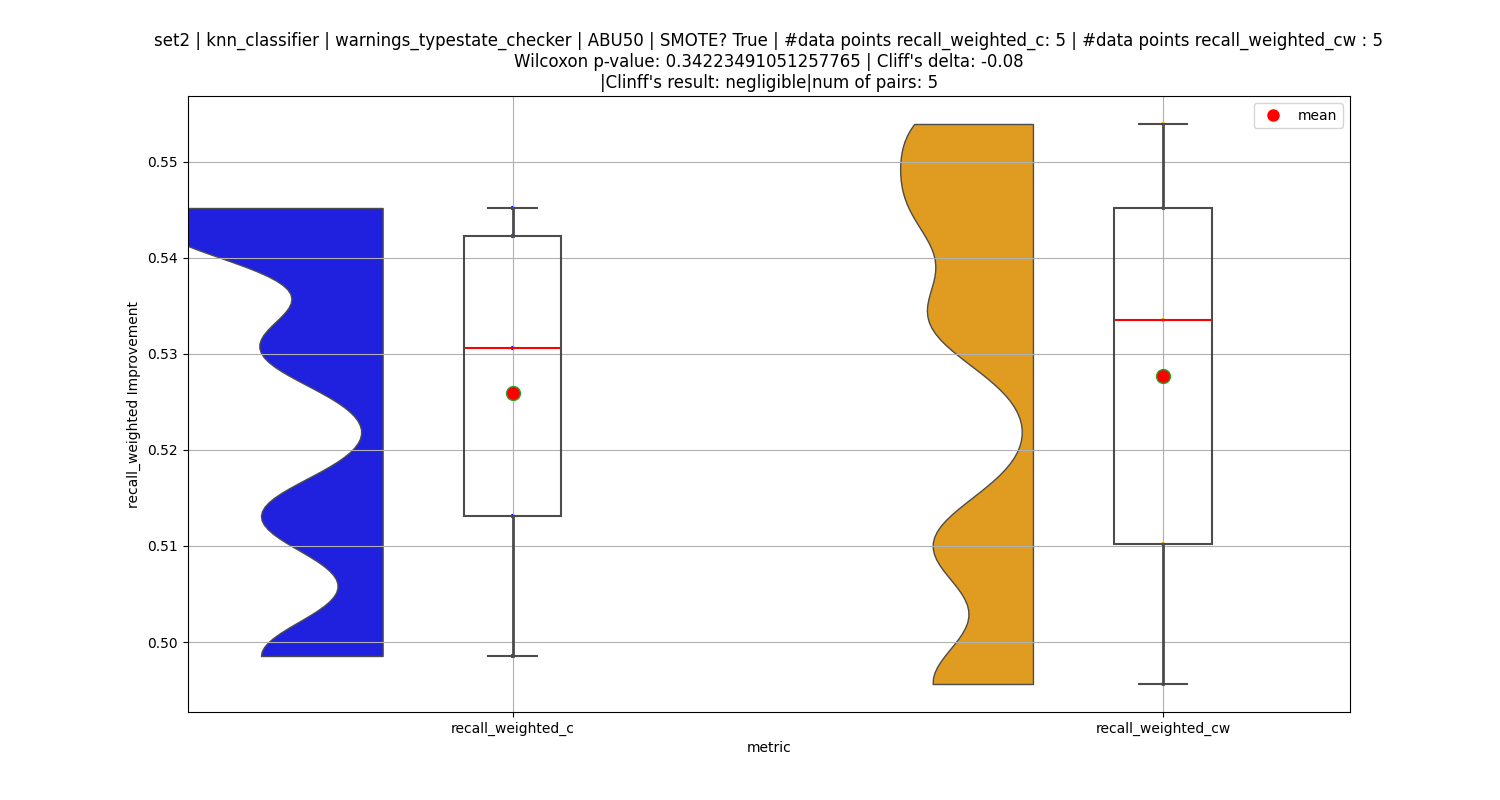 set2 | knn_classifier | warnings_typestate_checker | ABU50 | SMOTE? True | #data points recall_weighted_c: 5 | #data points recall_weighted_cw : 5
Wilcoxon p-value: 0.34223491051257765 | Cliff's delta: -0.08
|Clinff's result: negligible|num of pairs: 5
mean
0.55
0.54
0.53
0.52
0.51
0.50
recall_weighted Improvement
recall_weighted_c
recall_weighted_cw
metric